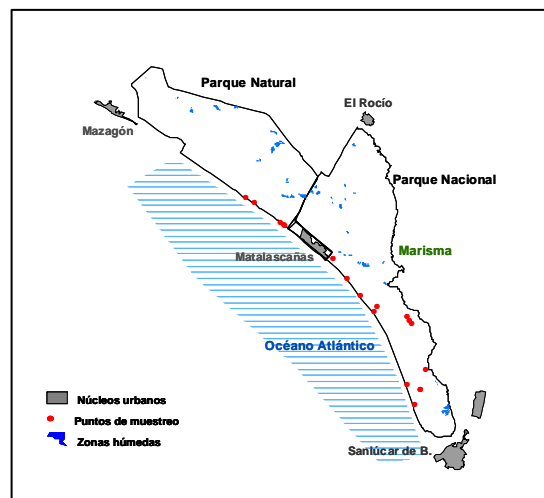 Parque Natural
El Rocío
Mazagón
Parque Nacional
Marisma
Matalascañas
Océano Atlántico
Núcleos urbanos
Puntos de muestreo
Zonas húmedas
Sanlúcar de B.